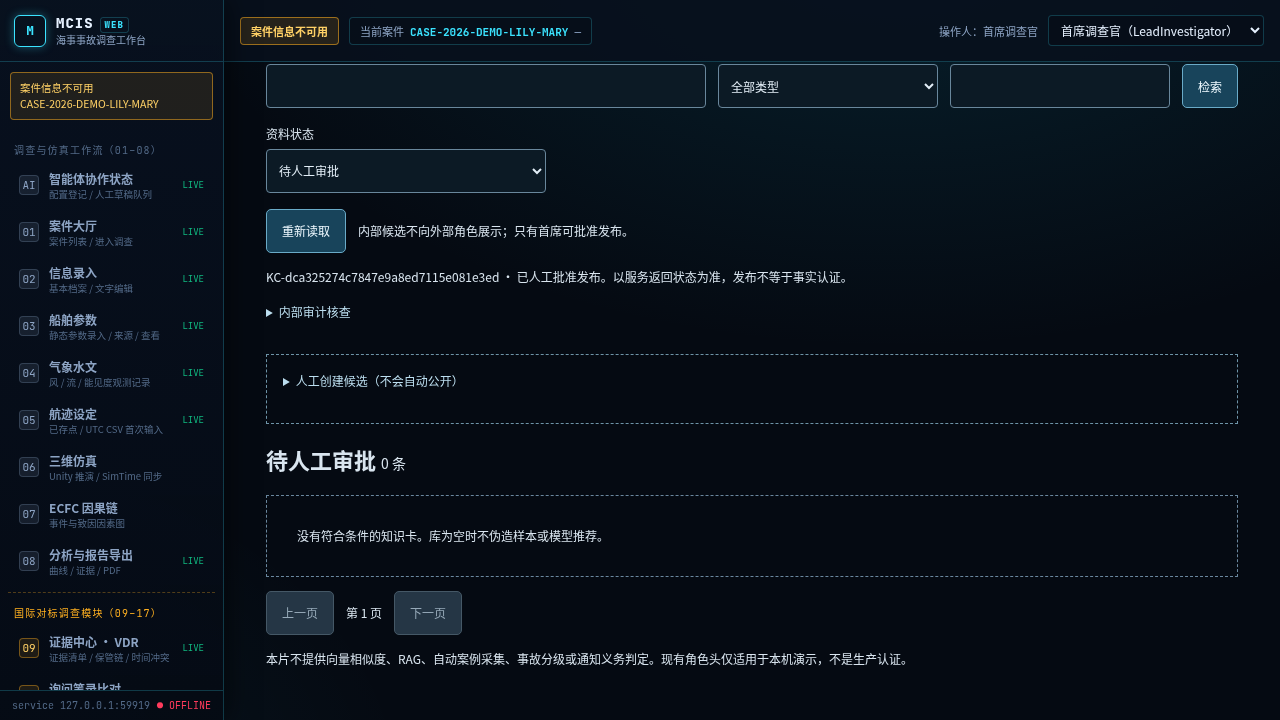 M
MCIS WEB
海事事故调查工作台
案件信息不可用
当前案件 CASE-2026-DEMO-LILY-MARY —
操作人：首席调查官
首席调查官（LeadInvestigator）
案件信息不可用
CASE-2026-DEMO-LILY-MARY
调查与仿真工作流（01–08）
AI 智能体协作状态 LIVE
配置登记 / 人工草稿队列
01 案件大厅 LIVE
案件列表 / 进入调查
02 信息录入 LIVE
基本档案 / 文字编辑
03 船舶参数 LIVE
静态参数录入 / 来源 / 查看
04 气象水文 LIVE
风 / 流 / 能见度观测记录
05 航迹设定 LIVE
已存点 / UTC CSV 首次输入
06 三维仿真
Unity 推演 / SimTime 同步
07 ECFC 因果链
事件与致因因素图
08 分析与报告导出 LIVE
曲线 / 证据 / PDF
国际对标调查模块（09–17）
09 证据中心 · VDR LIVE
证据清单 / 保管链 / 时间冲突
询问笔录比对
service 127.0.0.1:59919 OFFLINE
全部类型
检索
资料状态
待人工审批
重新读取
内部候选不向外部角色展示；只有首席可批准发布。
KC-dca325274c7847e9a8ed7115e081e3ed · 已人工批准发布。以服务返回状态为准，发布不等于事实认证。
内部审计核查
人工创建候选（不会自动公开）
待人工审批 0 条
没有符合条件的知识卡。库为空时不伪造样本或模型推荐。
上一页
第 1 页
下一页
本片不提供向量相似度、RAG、自动案例采集、事故分级或通知义务判定。现有角色头仅适用于本机演示，不是生产认证。